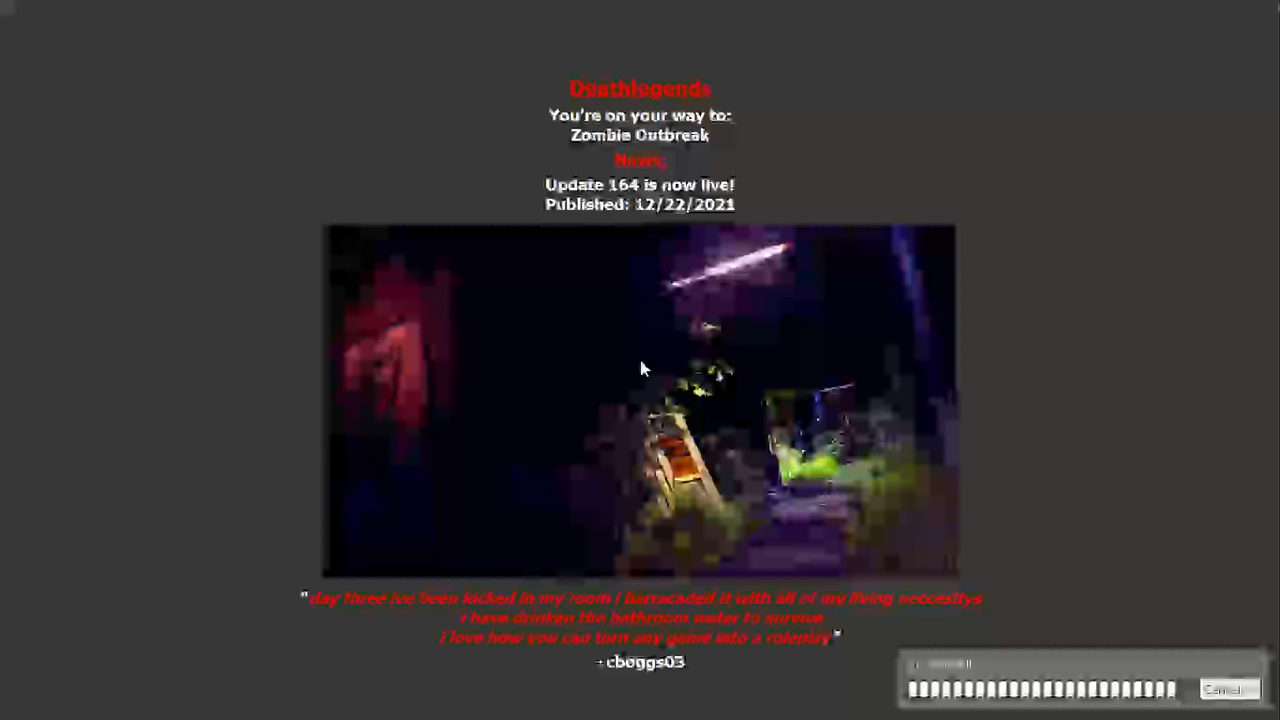 Deathlegends
You're on your way to:
Zombie Outbreak
News:
Update 164 is now live!
Published: 12/22/2021
"day three ive been kicked in my room i barracaded it with all of my living neccesitys
i have drinken the bathroom water to survive
i love how you can turn any game into a roleplay"
- cboggs03
Cancel